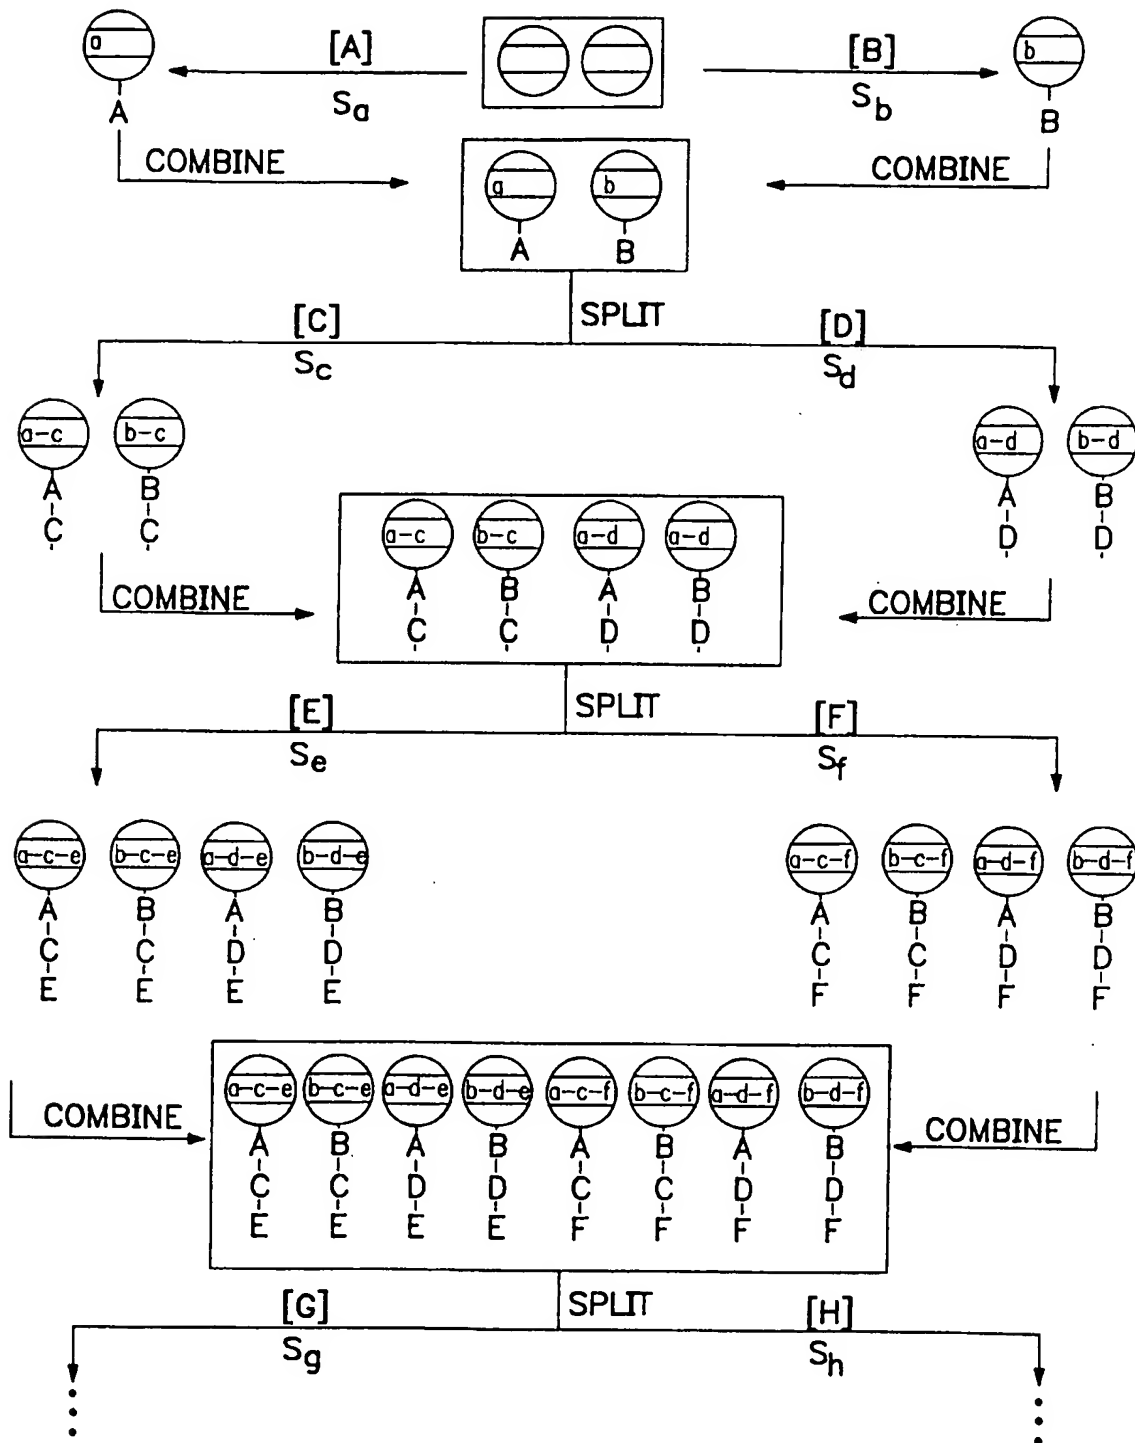 a [A] [B] b
Sa Sb
A B
COMBINE COMBINE
a b
A B
SPLIT
[C] [D]
Sc Sd
a-c b-c a-d b-d
A B A B
C C D D
a-c b-c a-d a-d
A B A B
C C D D
COMBINE COMBINE
SPLIT
[E] [F]
Se Sf
a-c-e b-c-e a-d-e b-d-e a-c-f b-c-f a-d-f b-d-f
A B A B A B A B
C C D D C C D D
E E E E F F F F
a-c-e b-c-e a-d-e b-d-e a-c-f b-c-f a-d-f b-d-f
COMBINE COMBINE
A B A B A B A B
C C D D C C D D
E E E E F F F F
SPLIT
[G] [H]
Sg Sh